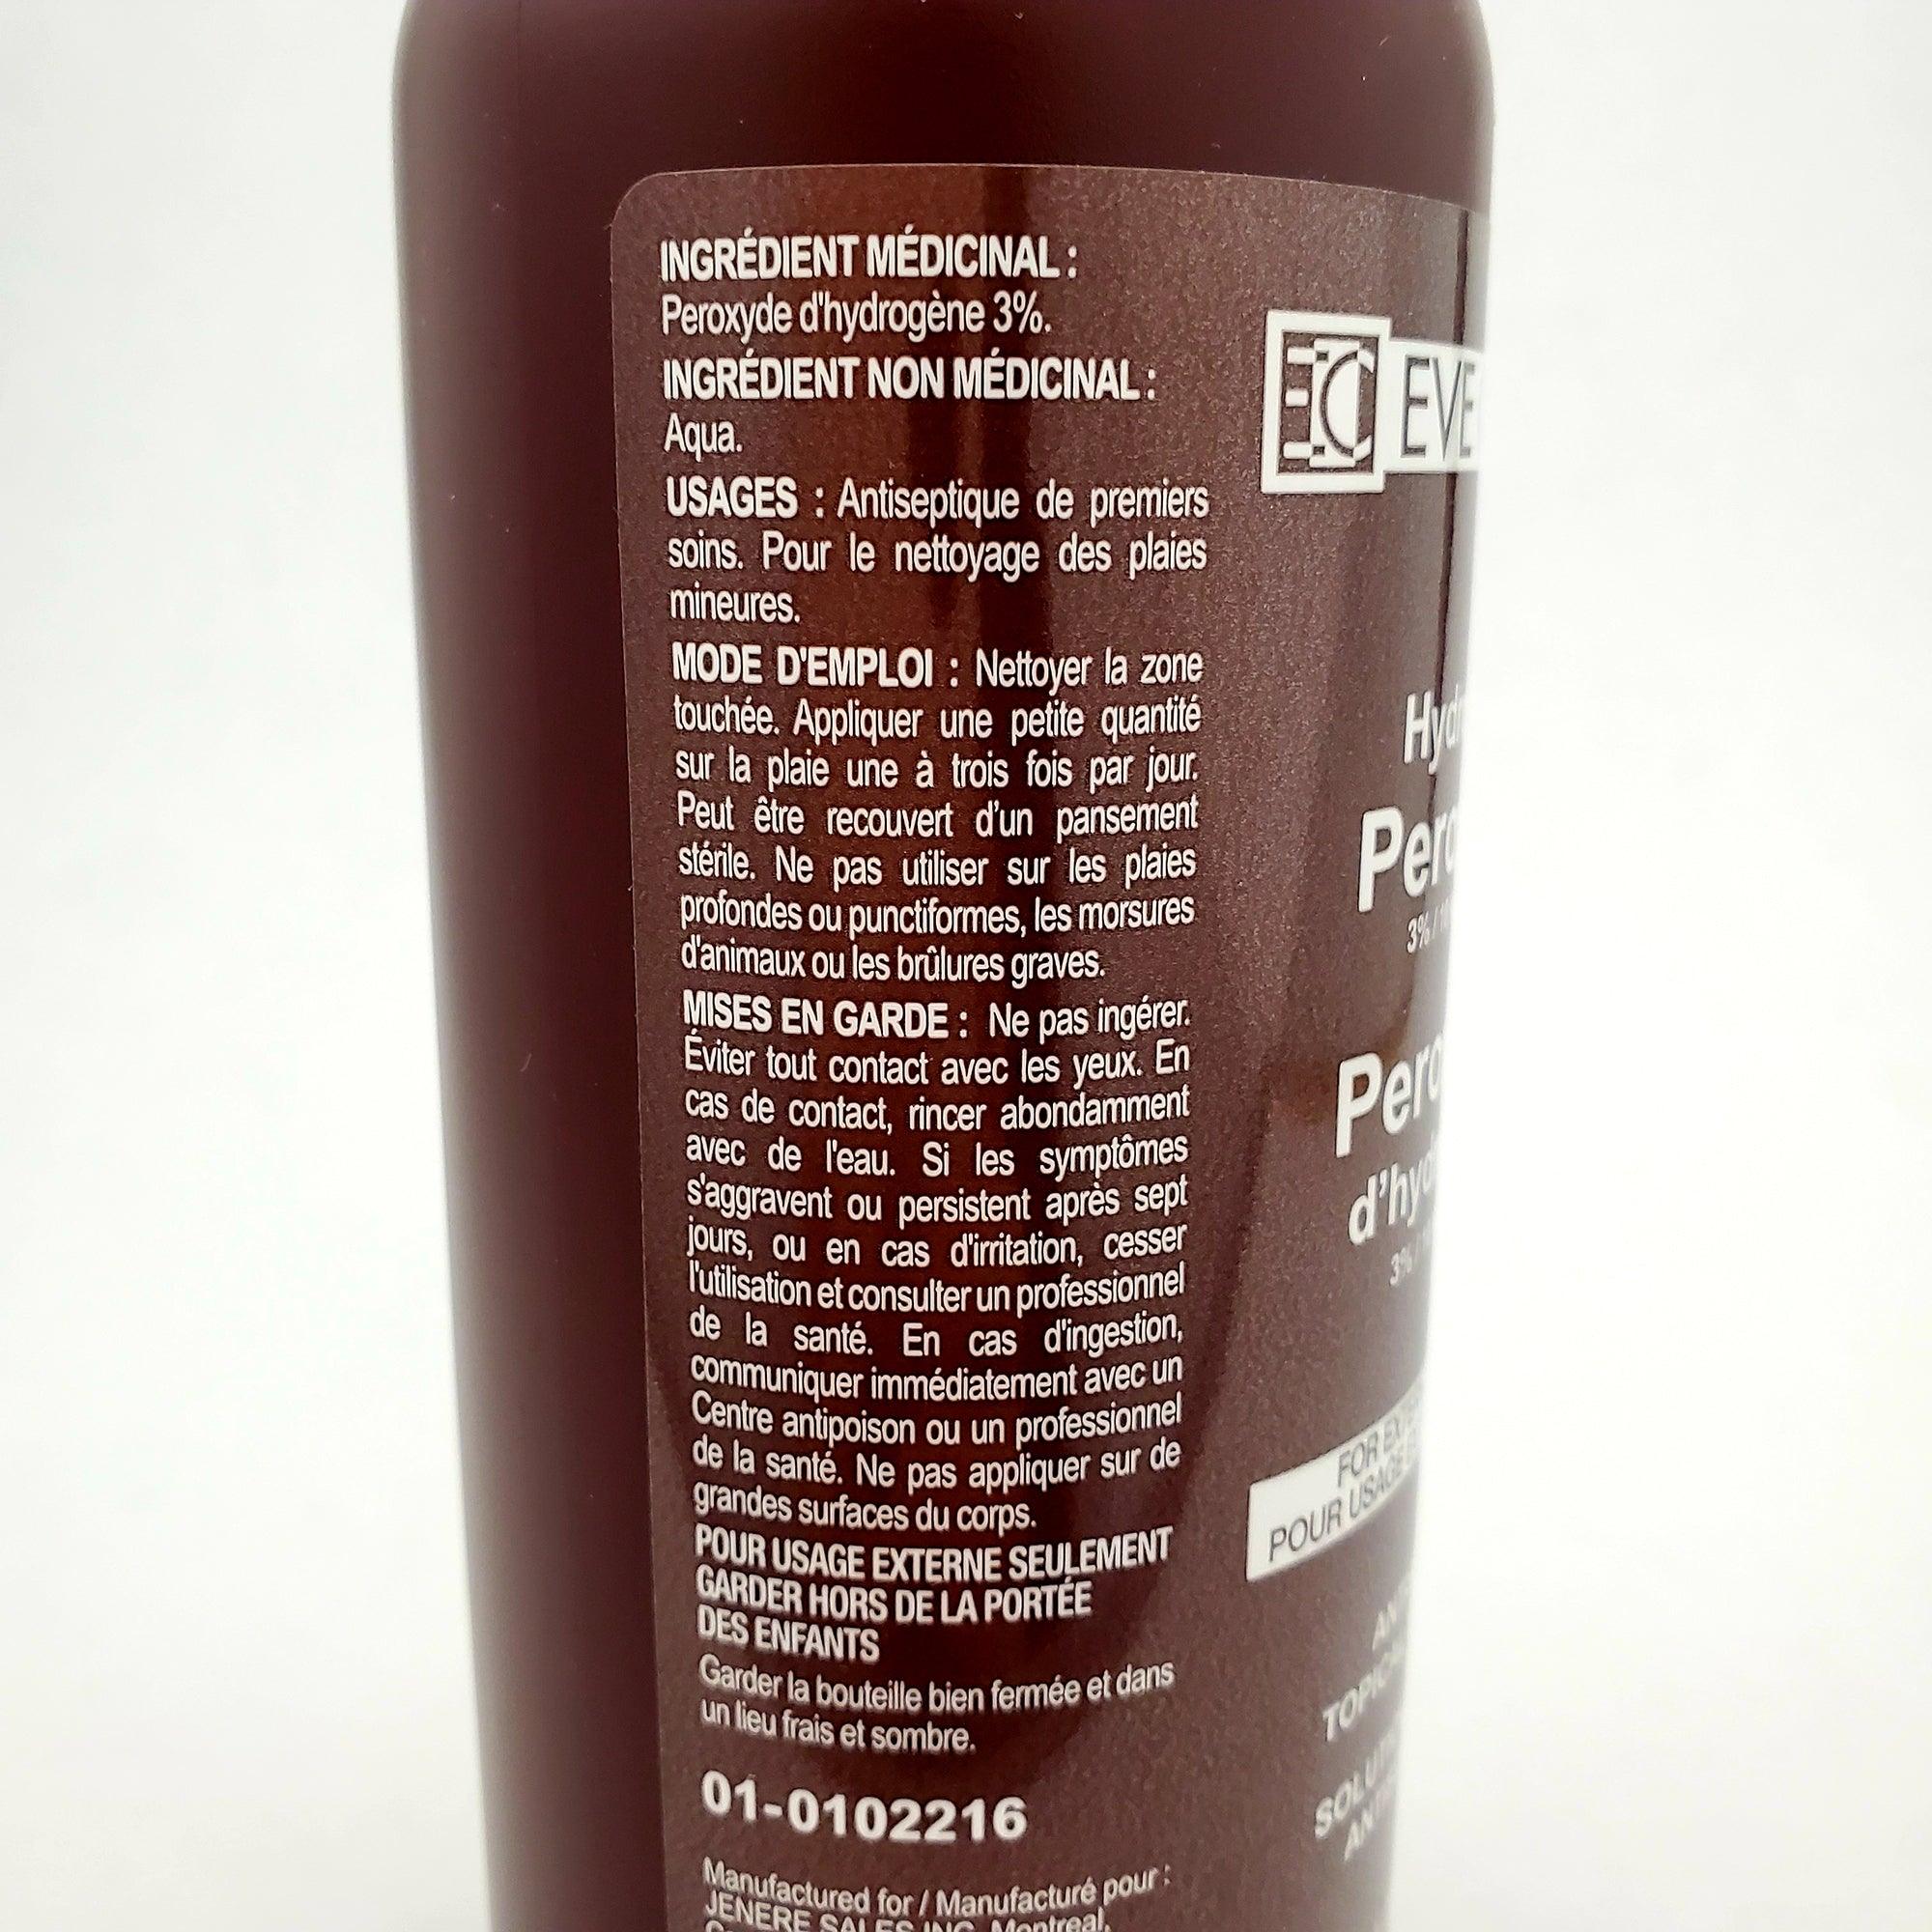 INGRÉDIENT MÉDICINAL :
Peroxyde d'hydrogène 3%.
INGRÉDIENT NON MÉDICINAL :
Aqua.
USAGES : Antiseptique de premiers
soins. Pour le nettoyage des plaies
mineures.
MODE D'EMPLOI : Nettoyer la zone
touchée. Appliquer une petite quantité
sur la plaie une à trois fois par jour.
Peut être recouvert d’un pansement
stérile. Ne pas utiliser sur les plaies
profondes ou punctiformes, les morsures
d'animaux ou les brûlures graves.
MISES EN GARDE : Ne pas ingérer.
Éviter tout contact avec les yeux. En
cas de contact, rincer abondamment
avec de l'eau. Si les symptômes
s'aggravent ou persistent après sept
jours, ou en cas d'irritation, cesser
l'utilisation et consulter un professionnel
de la santé. En cas d'ingestion,
communiquer immédiatement avec un
Centre antipoison ou un professionnel
de la santé. Ne pas appliquer sur de
grandes surfaces du corps.
POUR USAGE EXTERNE SEULEMENT
GARDER HORS DE LA PORTÉE
DES ENFANTS
Garder la bouteille bien fermée et dans
un lieu frais et sombre.
01-0102216
Manufactured for / Manufacturé pour :
JENERE SALES INC. Montreal,
EC EVE
3% /
3% /
FOR
POUR USAGE